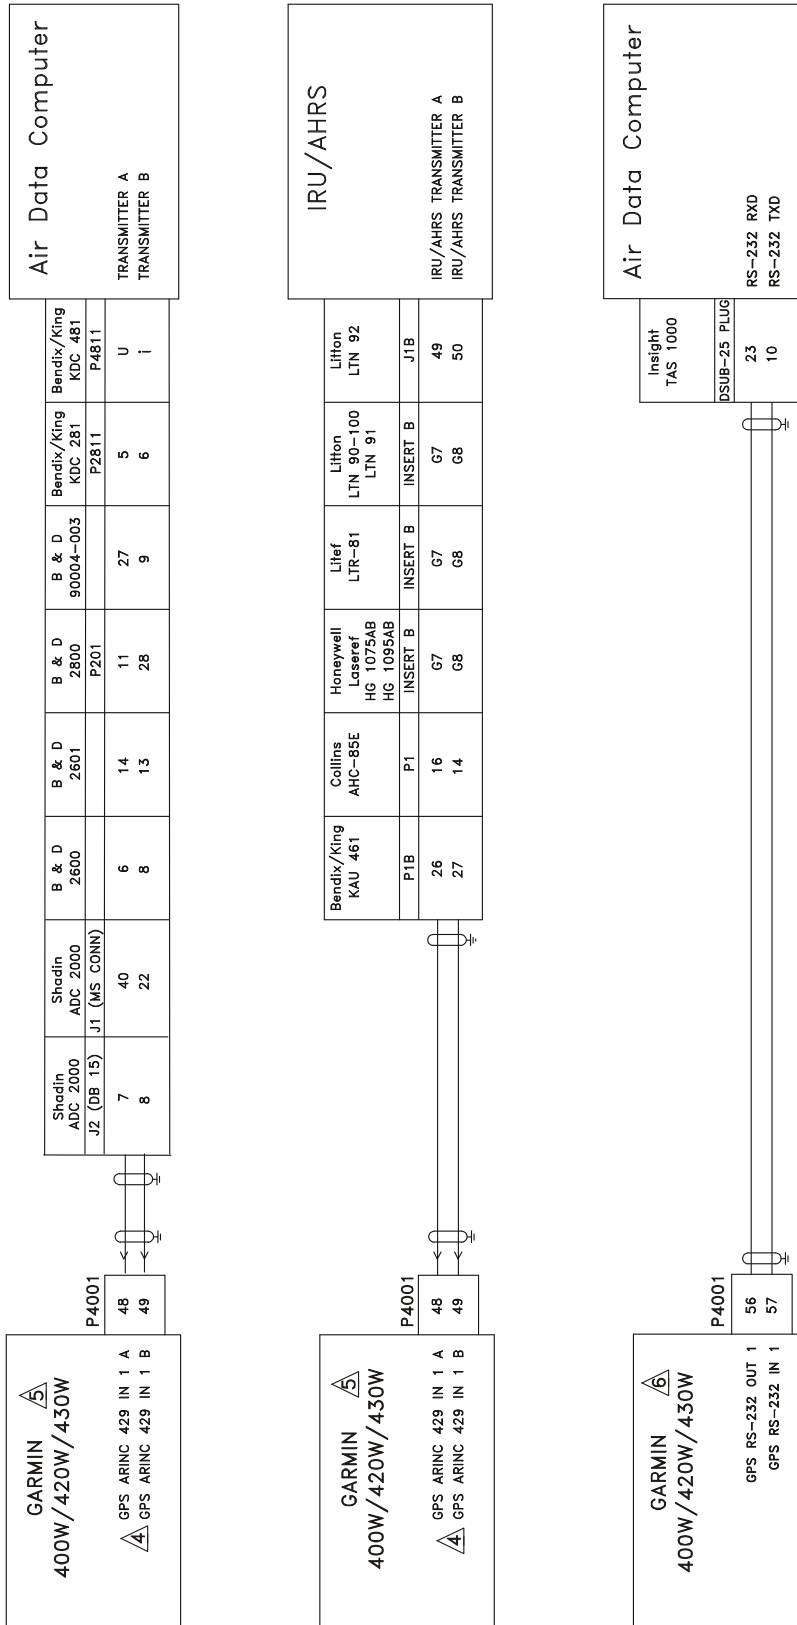 GARMIN
400W/420W/430W
5
P4001
GPS ARINC 429 IN 1 A
48
4
GPS ARINC 429 IN 1 B
49
Shadin
ADC 2000
J2 (DB 15)
7
8
Shadin
ADC 2000
J1 (MS CONN)
40
22
B & D
2600
6
8
B & D
2601
14
13
B & D
2800
P201
11
28
B & D
90004-003
27
9
Bendix/King
KDC 281
P2811
5
6
Bendix/King
KDC 481
P4811
U
i
Air Data Computer
TRANSMITTER A
TRANSMITTER B
GARMIN
400W/420W/430W
5
P4001
GPS ARINC 429 IN 1 A
48
4
GPS ARINC 429 IN 1 B
49
Bendix/King
KAU 461
P1B
26
27
Collins
AHC-85E
P1
16
14
Honeywell
Laseref
HG 1075AB
HG 1095AB
INSERT B
G7
G8
Litef
LTR-81
INSERT B
G7
G8
Litton
LTN 90-100
LTN 91
INSERT B
G7
G8
Litton
LTN 92
J1B
49
50
IRU/AHRS
IRU/AHRS TRANSMITTER A
IRU/AHRS TRANSMITTER B
GARMIN
400W/420W/430W
6
P4001
GPS RS-232 OUT 1
56
GPS RS-232 IN 1
57
Insight
TAS 1000
DSUB-25 PLUG
23
10
Air Data Computer
RS-232 RXD
RS-232 TXD